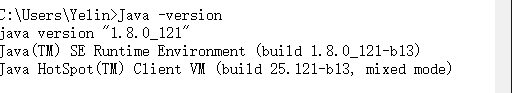 C:\Users\Yelin>Java -version
java version "1.8.0_121"
Java(TM) SE Runtime Environment (build 1.8.0_121-b13)
Java HotSpot(TM) Client VM (build 25.121-b13, mixed mode)